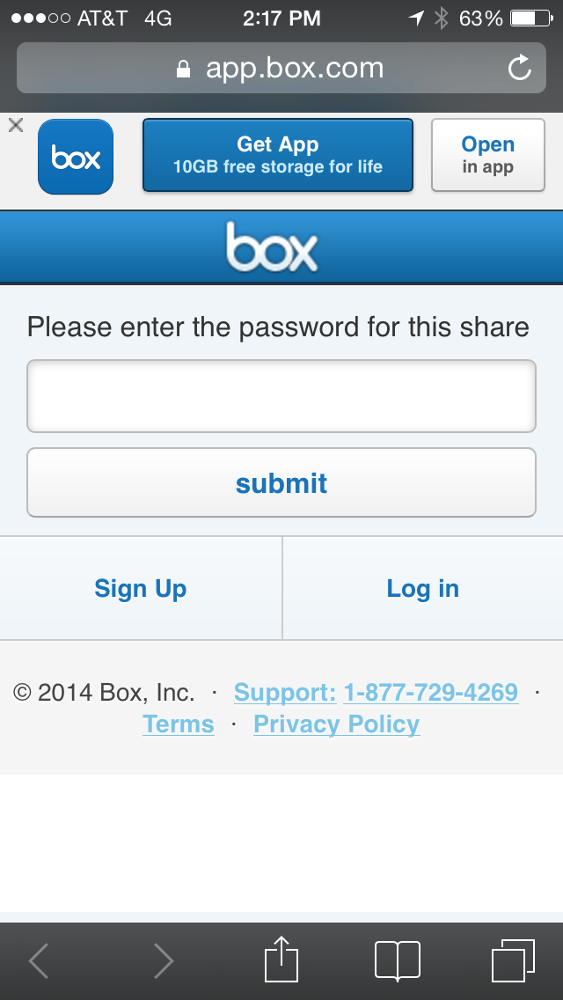 AT&T 4G 2:17 PM 63%
app.box.com
box
Get App
10GB free storage for life
Open
in app
box
Please enter the password for this share
submit
Sign Up Log in
© 2014 Box, Inc. · Support: 1-877-729-4269 ·
Terms · Privacy Policy